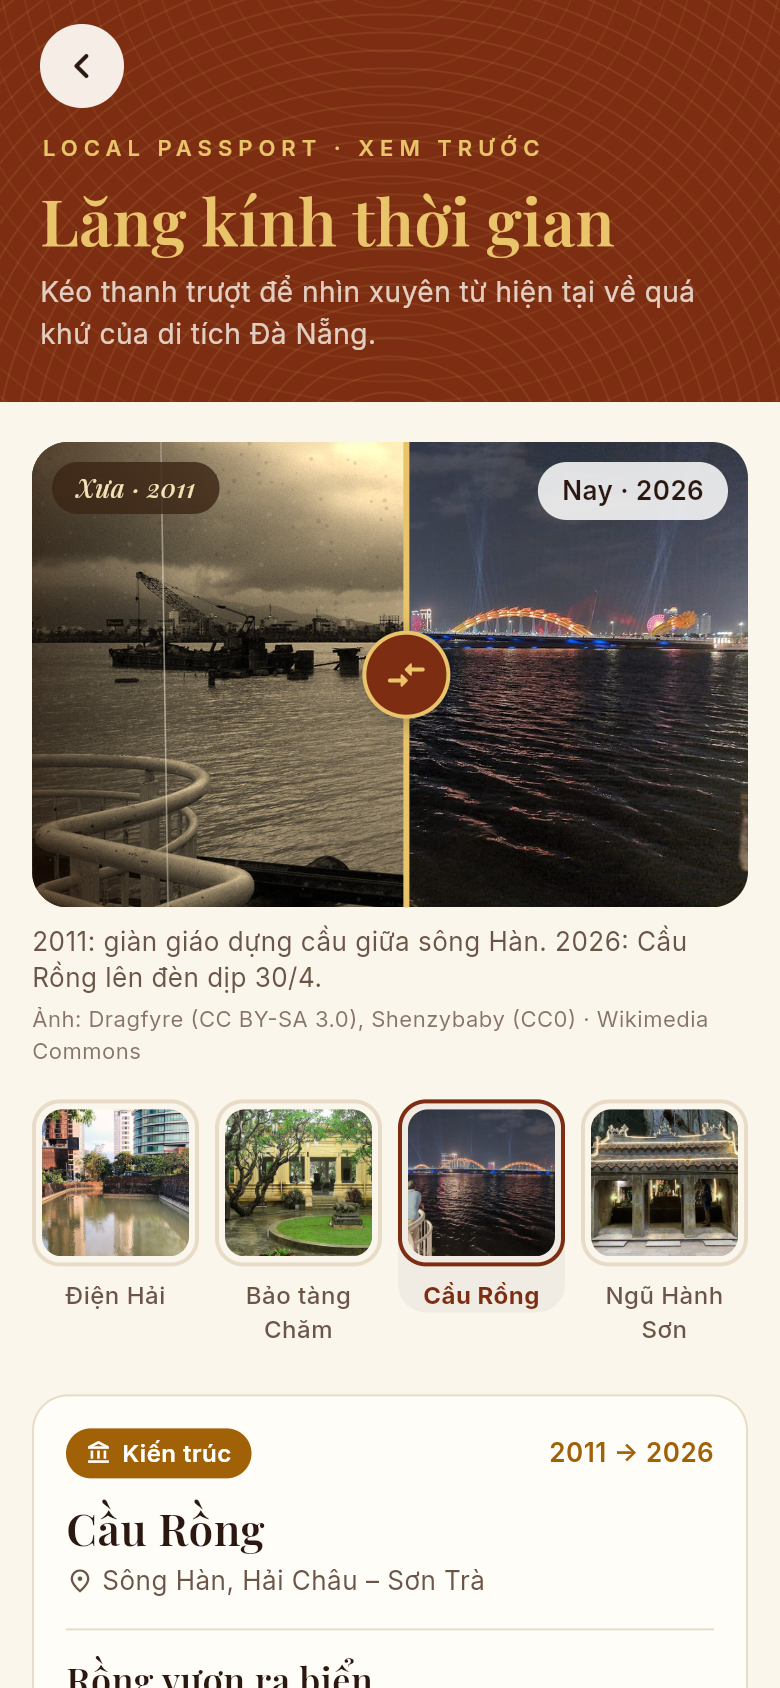 LOCAL PASSPORT · XEM TRƯỚC
Lăng kính thời gian
Kéo thanh trượt để nhìn xuyên từ hiện tại về quá
khứ của di tích Đà Nẵng.
Xưa · 2011
Nay · 2026
2011: giàn giáo dựng cầu giữa sông Hàn. 2026: Cầu
Rồng lên đèn dịp 30/4.
Ảnh: Dragfyre (CC BY-SA 3.0), Shenzybaby (CC0) · Wikimedia
Commons
Điện Hải
Bảo tàng
Chăm
Cầu Rồng
Ngũ Hành
Sơn
Kiến trúc
2011 → 2026
Cầu Rồng
Sông Hàn, Hải Châu – Sơn Trà
Rồng vươn ra biển